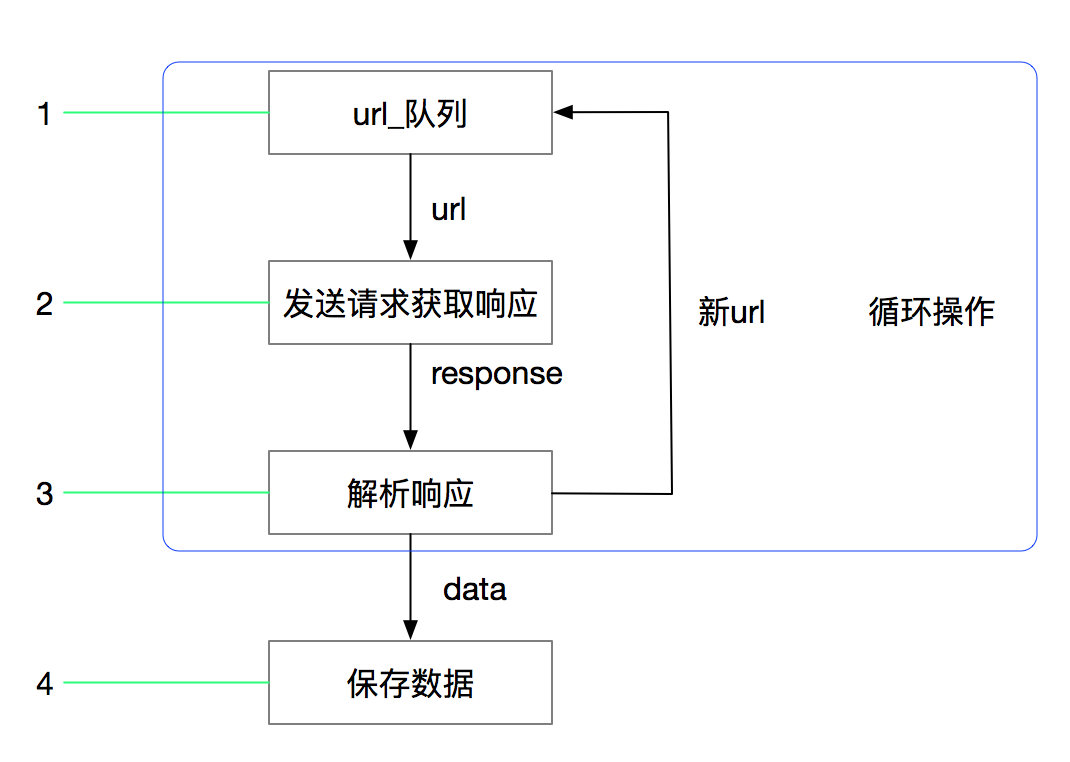 1
url_队列
url
2
发送请求获取响应
新url
循环操作
response
3
解析响应
data
4
保存数据